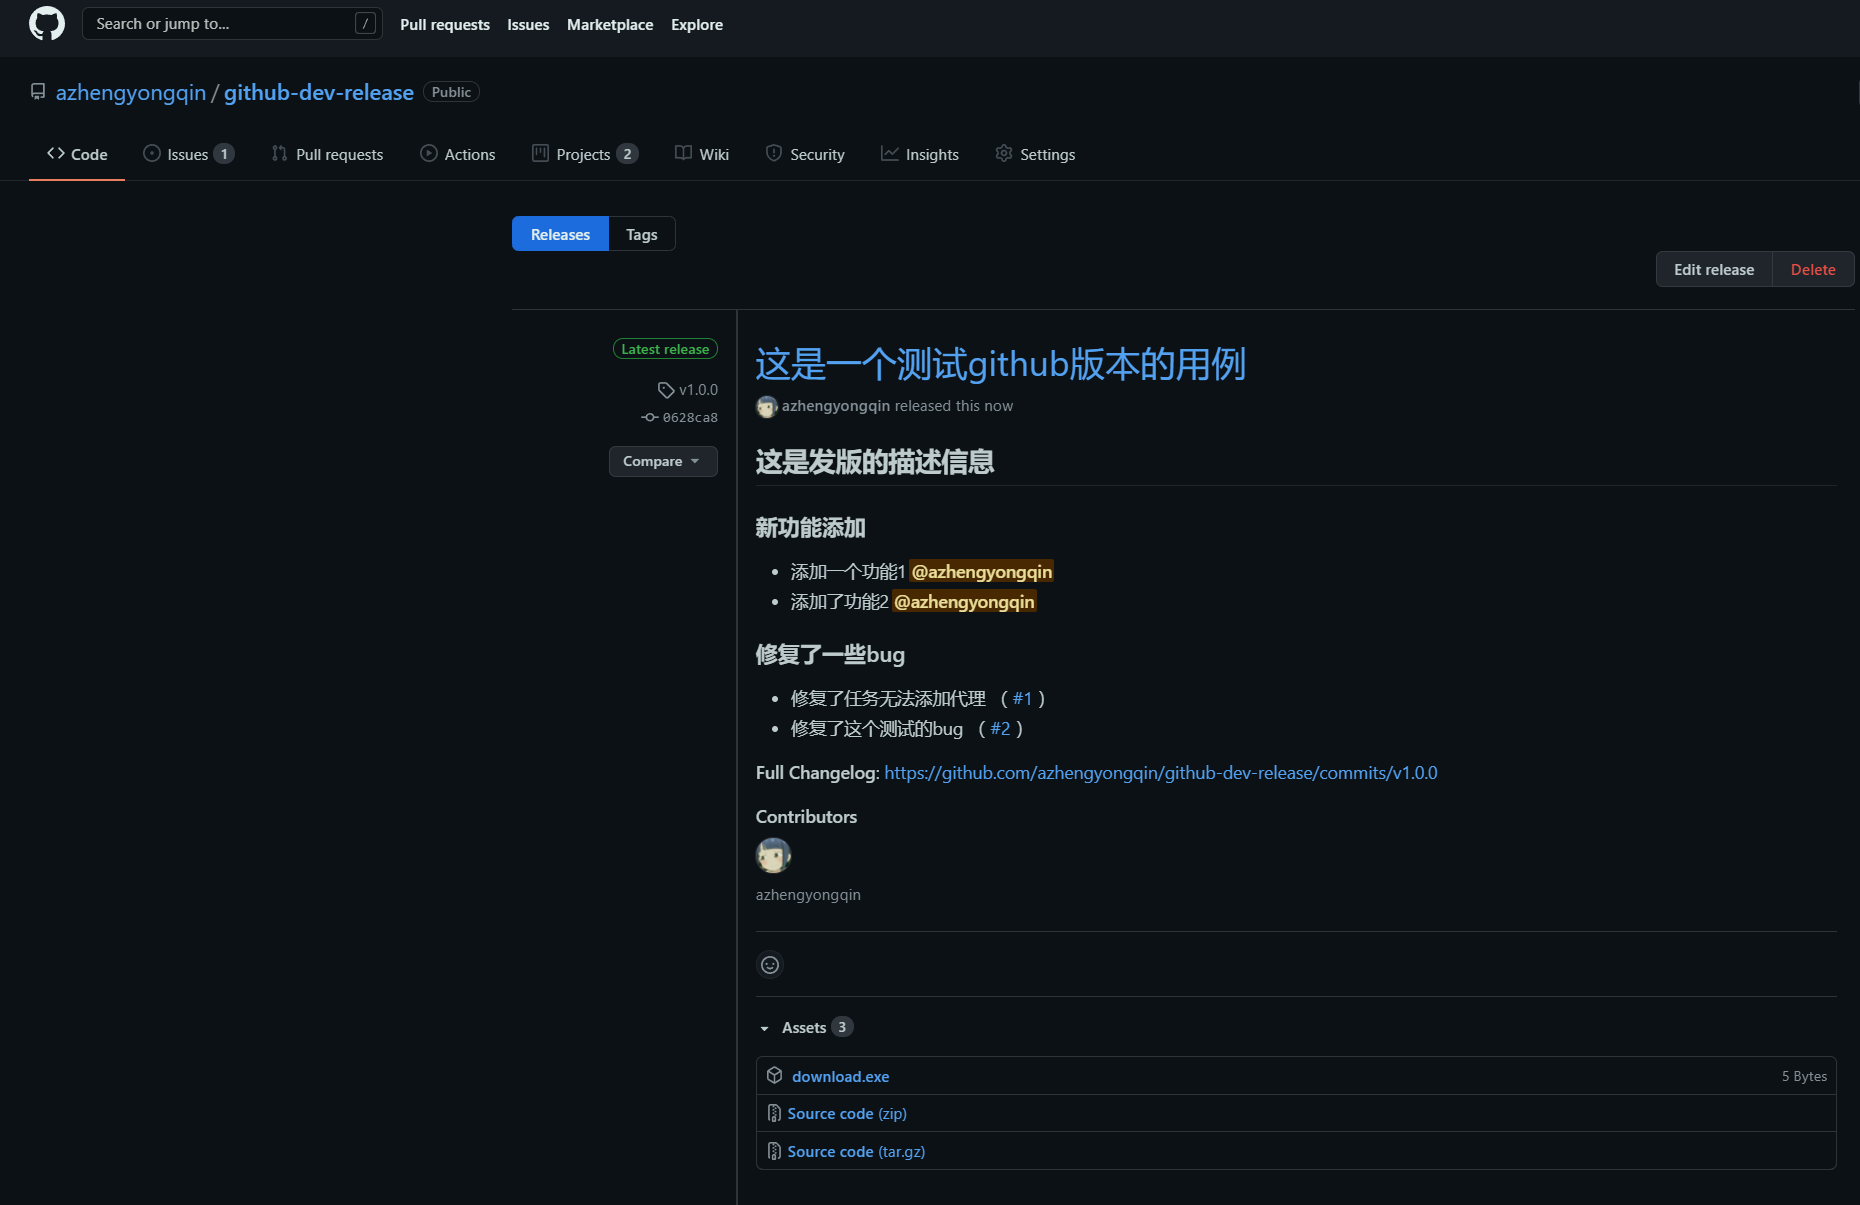 Search or jump to... / Pull requests Issues Marketplace Explore
azhengyongqin / github-dev-release Public
Code Issues 1 Pull requests Actions Projects 2 Wiki Security Insights Settings
Releases Tags
Edit release Delete
Latest release
v1.0.0
0628ca8
Compare
这是一个测试github版本的用例
azhengyongqin released this now
这是发版的描述信息
新功能添加
添加一个功能1 @azhengyongqin
添加了功能2 @azhengyongqin
修复了一些bug
修复了任务无法添加代理 （#1）
修复了这个测试的bug （#2）
Full Changelog: https://github.com/azhengyongqin/github-dev-release/commits/v1.0.0
Contributors
azhengyongqin
Assets 3
download.exe 5 Bytes
Source code (zip)
Source code (tar.gz)